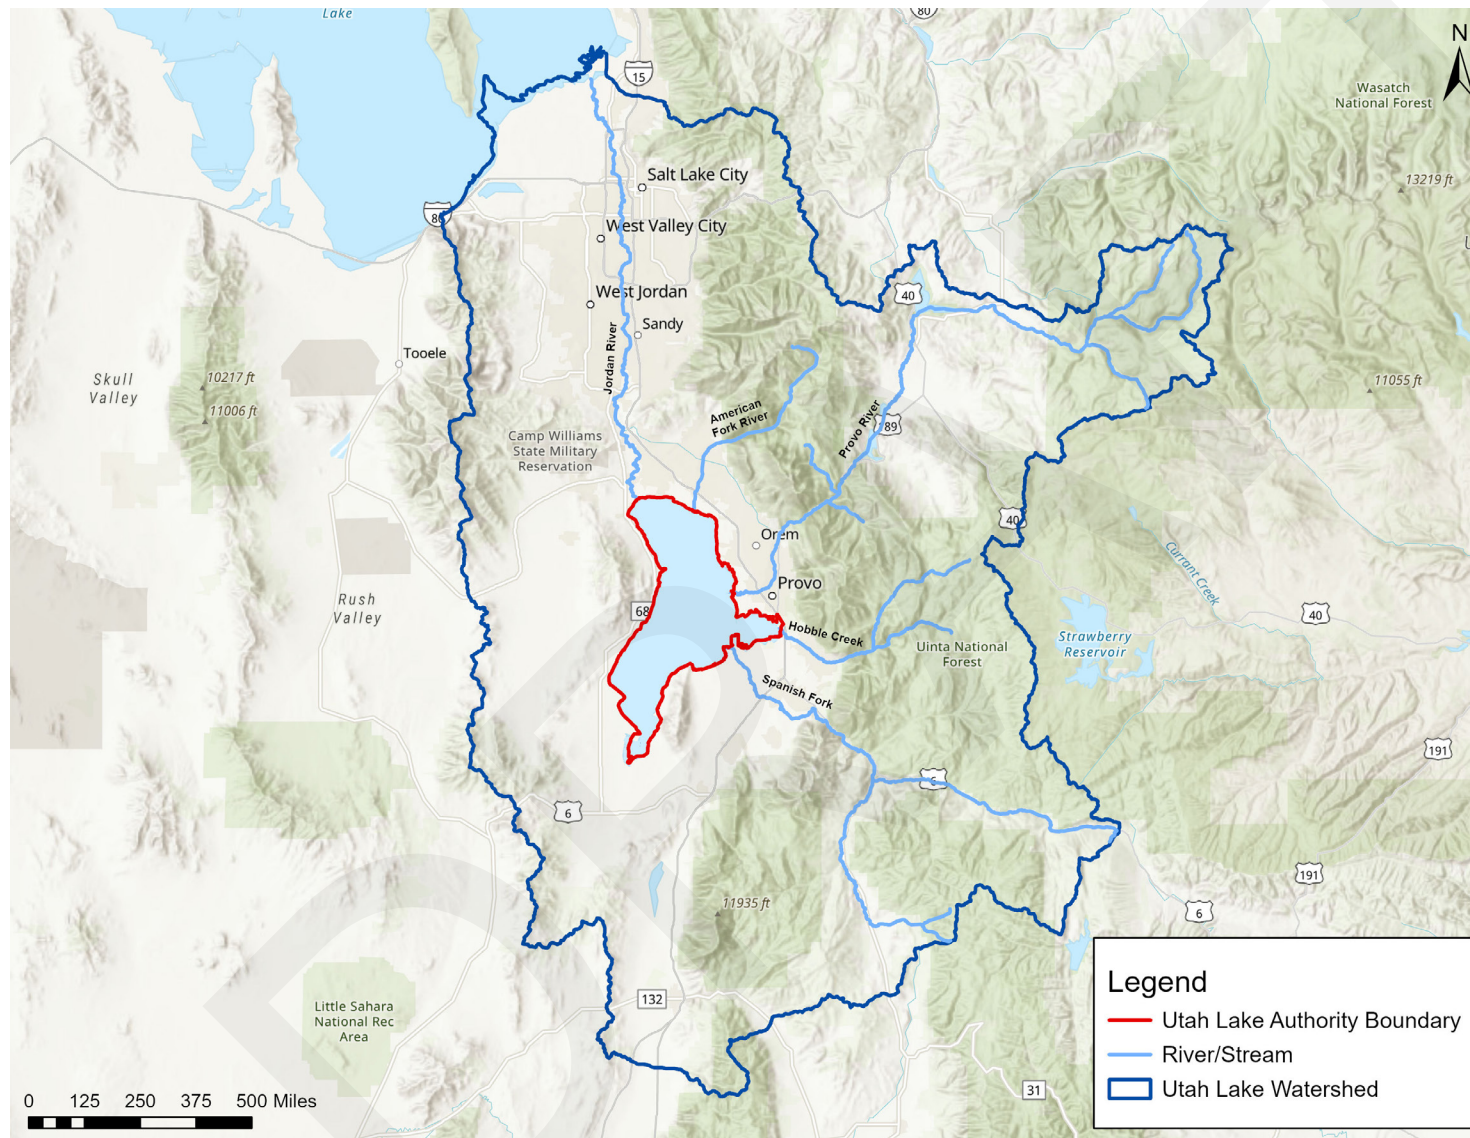 Lake
80
N
15
Wasatch
National Forest
Salt Lake City
13219 ft
80
West Valley City
40
West Jordan
Sandy
Jordan River
Tooele
Skull
Valley
10217 ft
11006 ft
11055 ft
American
Fork River
Provo River
189
Camp Williams
State Military
Reservation
40
Orem
Currant Creek
Provo
Rush
Valley
68
40
Hobble Creek
Uinta National
Forest
Strawberry
Reservoir
Spanish Fork
191
6
6
191
11935 ft
6
132
Little Sahara
National Rec
Area
31
0 125 250 375 500 Miles
Legend
Utah Lake Authority Boundary
River/Stream
Utah Lake Watershed